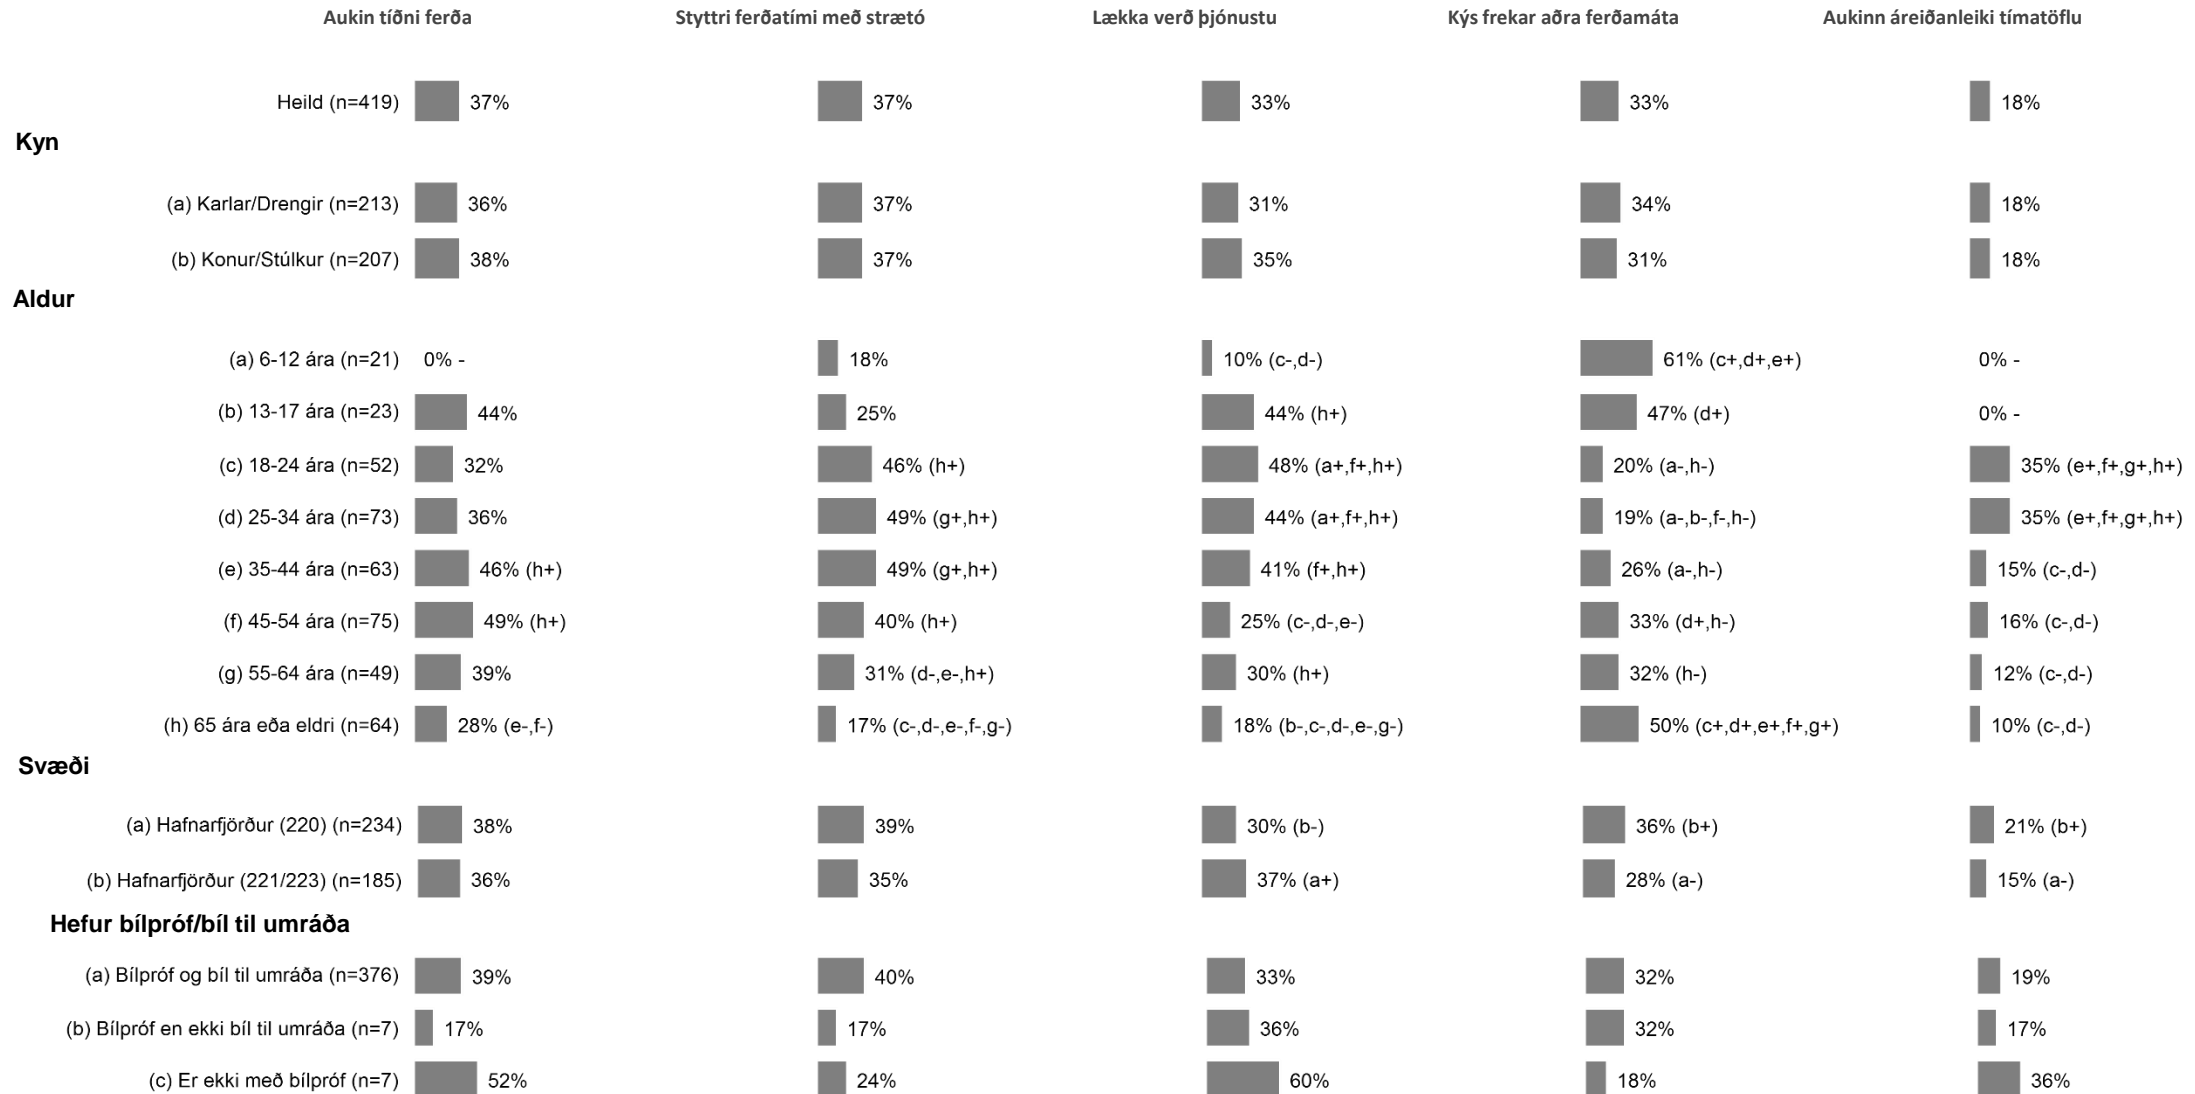 Aukin tíðni ferða Styttri ferðatími með strætó Lækka verð þjónustu Kýs frekar aðra ferðamáta Aukinn áreiðanleiki tímatöflu
Heild (n=419) 37% 37% 33% 33% 18%
Kyn
(a) Karlar/Drengir (n=213) 36% 37% 31% 34% 18%
(b) Konur/Stúlkur (n=207) 38% 37% 35% 31% 18%
Aldur
(a) 6-12 ára (n=21) 0% - 18% 10% (c-,d-) 61% (c+,d+,e+) 0% -
(b) 13-17 ára (n=23) 44% 25% 44% (h+) 47% (d+) 0% -
(c) 18-24 ára (n=52) 32% 46% (h+) 48% (a+,f+,h+) 20% (a-,h-) 35% (e+,f+,g+,h+)
(d) 25-34 ára (n=73) 36% 49% (g+,h+) 44% (a+,f+,h+) 19% (a-,b-,f-,h-) 35% (e+,f+,g+,h+)
(e) 35-44 ára (n=63) 46% (h+) 49% (g+,h+) 41% (f+,h+) 26% (a-,h-) 15% (c-,d-)
(f) 45-54 ára (n=75) 49% (h+) 40% (h+) 25% (c-,d-,e-) 33% (d+,h-) 16% (c-,d-)
(g) 55-64 ára (n=49) 39% 31% (d-,e-,h+) 30% (h+) 32% (h-) 12% (c-,d-)
(h) 65 ára eða eldri (n=64) 28% (e-,f-) 17% (c-,d-,e-,f-,g-) 18% (b-,c-,d-,e-,g-) 50% (c+,d+,e+,f+,g+) 10% (c-,d-)
Svæði
(a) Hafnarfjörður (220) (n=234) 38% 39% 30% (b-) 36% (b+) 21% (b+)
(b) Hafnarfjörður (221/223) (n=185) 36% 35% 37% (a+) 28% (a-) 15% (a-)
Hefur bílpróf/bíl til umráða
(a) Bílpróf og bíl til umráða (n=376) 39% 40% 33% 32% 19%
(b) Bílpróf en ekki bíl til umráða (n=7) 17% 17% 36% 32% 17%
(c) Er ekki með bílpróf (n=7) 52% 24% 60% 18% 36%